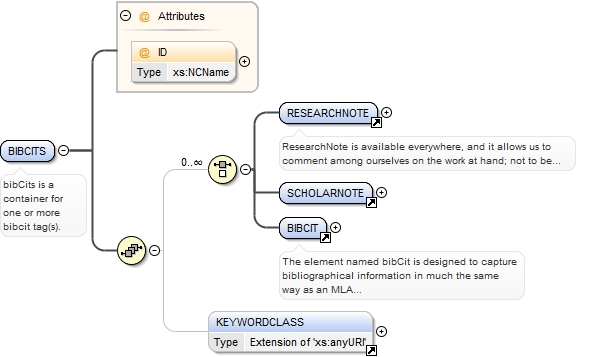 Attributes
@ ID
Type xs:NCName
BIBCITS
bibCits is a
container for
one or more
bibcit tag(s).
0..∞
RESEARCHNOTE
ResearchNote is available everywhere, and it allows us to
comment among ourselves on the work at hand; not to be...
SCHOLARNOTE
BIBCIT
The element named bibCit is designed to capture
bibliographical information in much the same
way as an MLA...
KEYWORDCLASS
Type Extension of 'xs:anyURI'